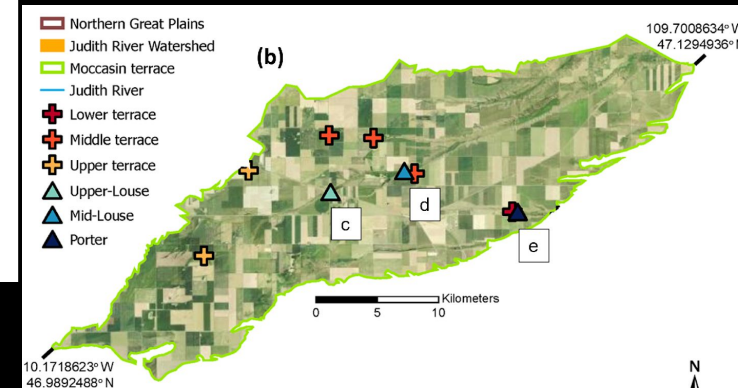 Northern Great Plains
Judith River Watershed
Moccasin terrace
Judith River
Lower terrace
Middle terrace
Upper terrace
Upper-Louse
Mid-Louse
Porter
(b)
109.7008634° W
47.1294936° N
c
d
e
Kilometers
0 5 10
10.1718623° W
46.9892488° N
N